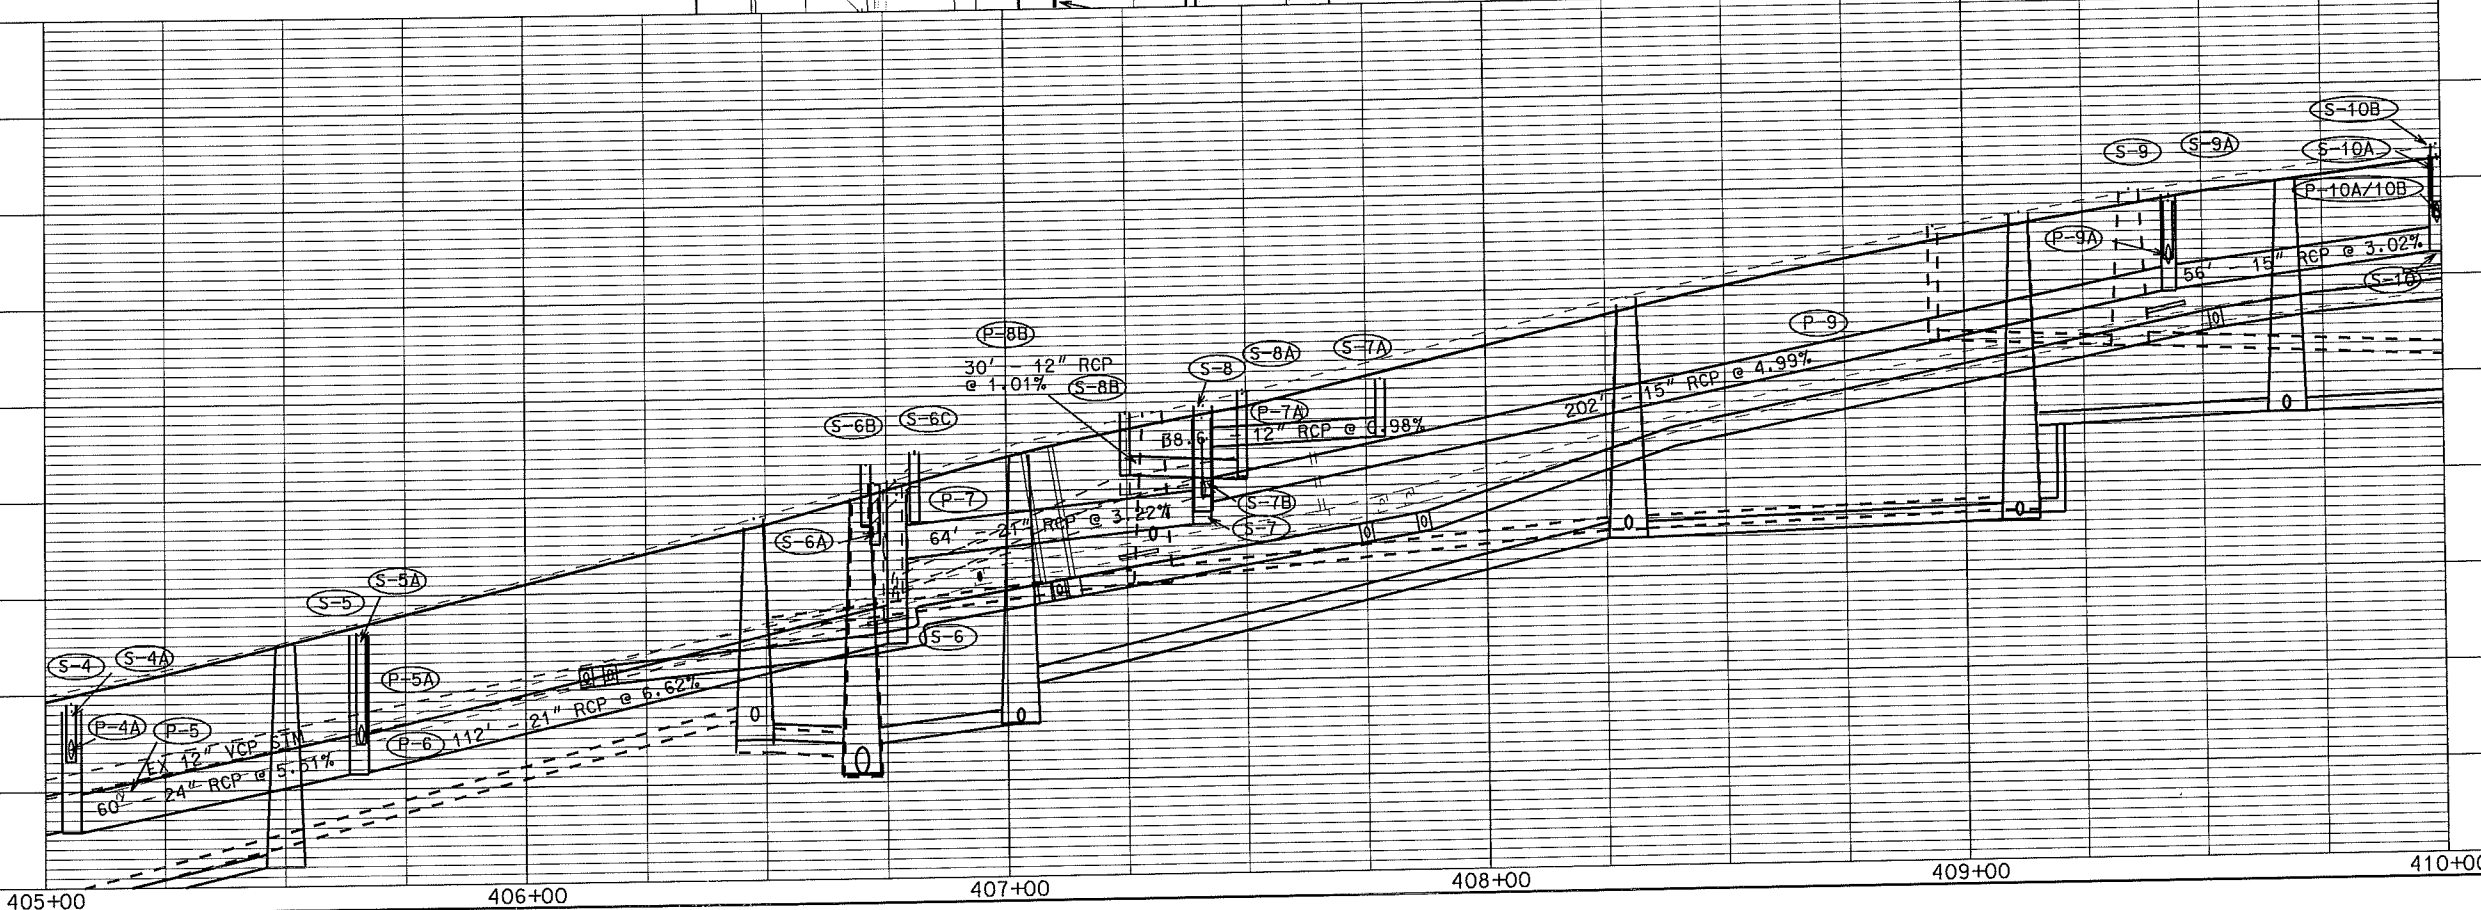 S-10B
S-9
S-9A
S-10A
P-10A/10B
P-9A
56' - 15" RCP @ 3.02%
S-10
P-9
P-8B
30' - 12" RCP
@ 1.01%
S-8B
S-8
S-8A
S-7A
202' - 15" RCP @ 4.99%
S-6B
S-6C
P-7A
12" RCP @ 0.98%
P-7
S-7B
S-7
64' - 21" RCP @ 3.22%
S-6A
S-5
S-5A
S-6
S-4
S-4A
P-5A
P-4A
P-5
P-6
112' - 21" RCP @ 6.62%
EX 12" VCP STM
60' - 24" RCP @ 5.51%
405+00
406+00
407+00
408+00
409+00
410+00